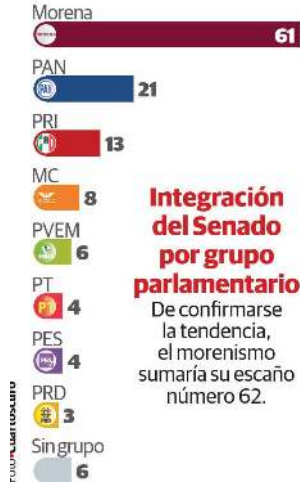 Morena
61
PAN
21
PRI
13
MC
8
PVEM
6
PT
4
PES
4
PRD
3
Sin grupo
6
Integración
del Senado
por grupo
parlamentario
De confirmarse
la tendencia,
el morenismo
sumaría su escaño
número 62.